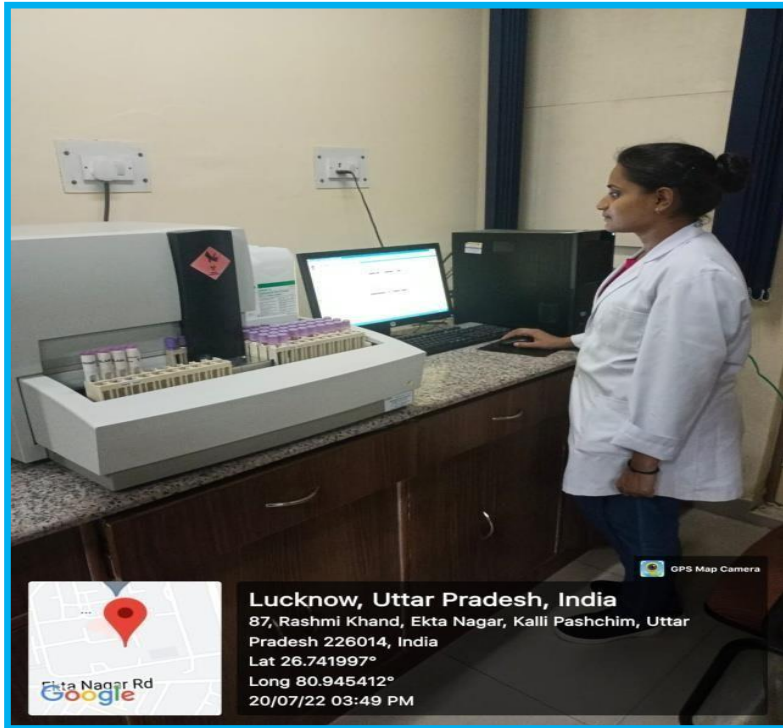 GPS Map Camera
Lucknow, Uttar Pradesh, India
87, Rashmi Khand, Ekta Nagar, Kalli Pashchim, Uttar
Pradesh 226014, India
Lat 26.741997°
Long 80.945412°
20/07/22 03:49 PM
Ekta Nagar Rd
Google